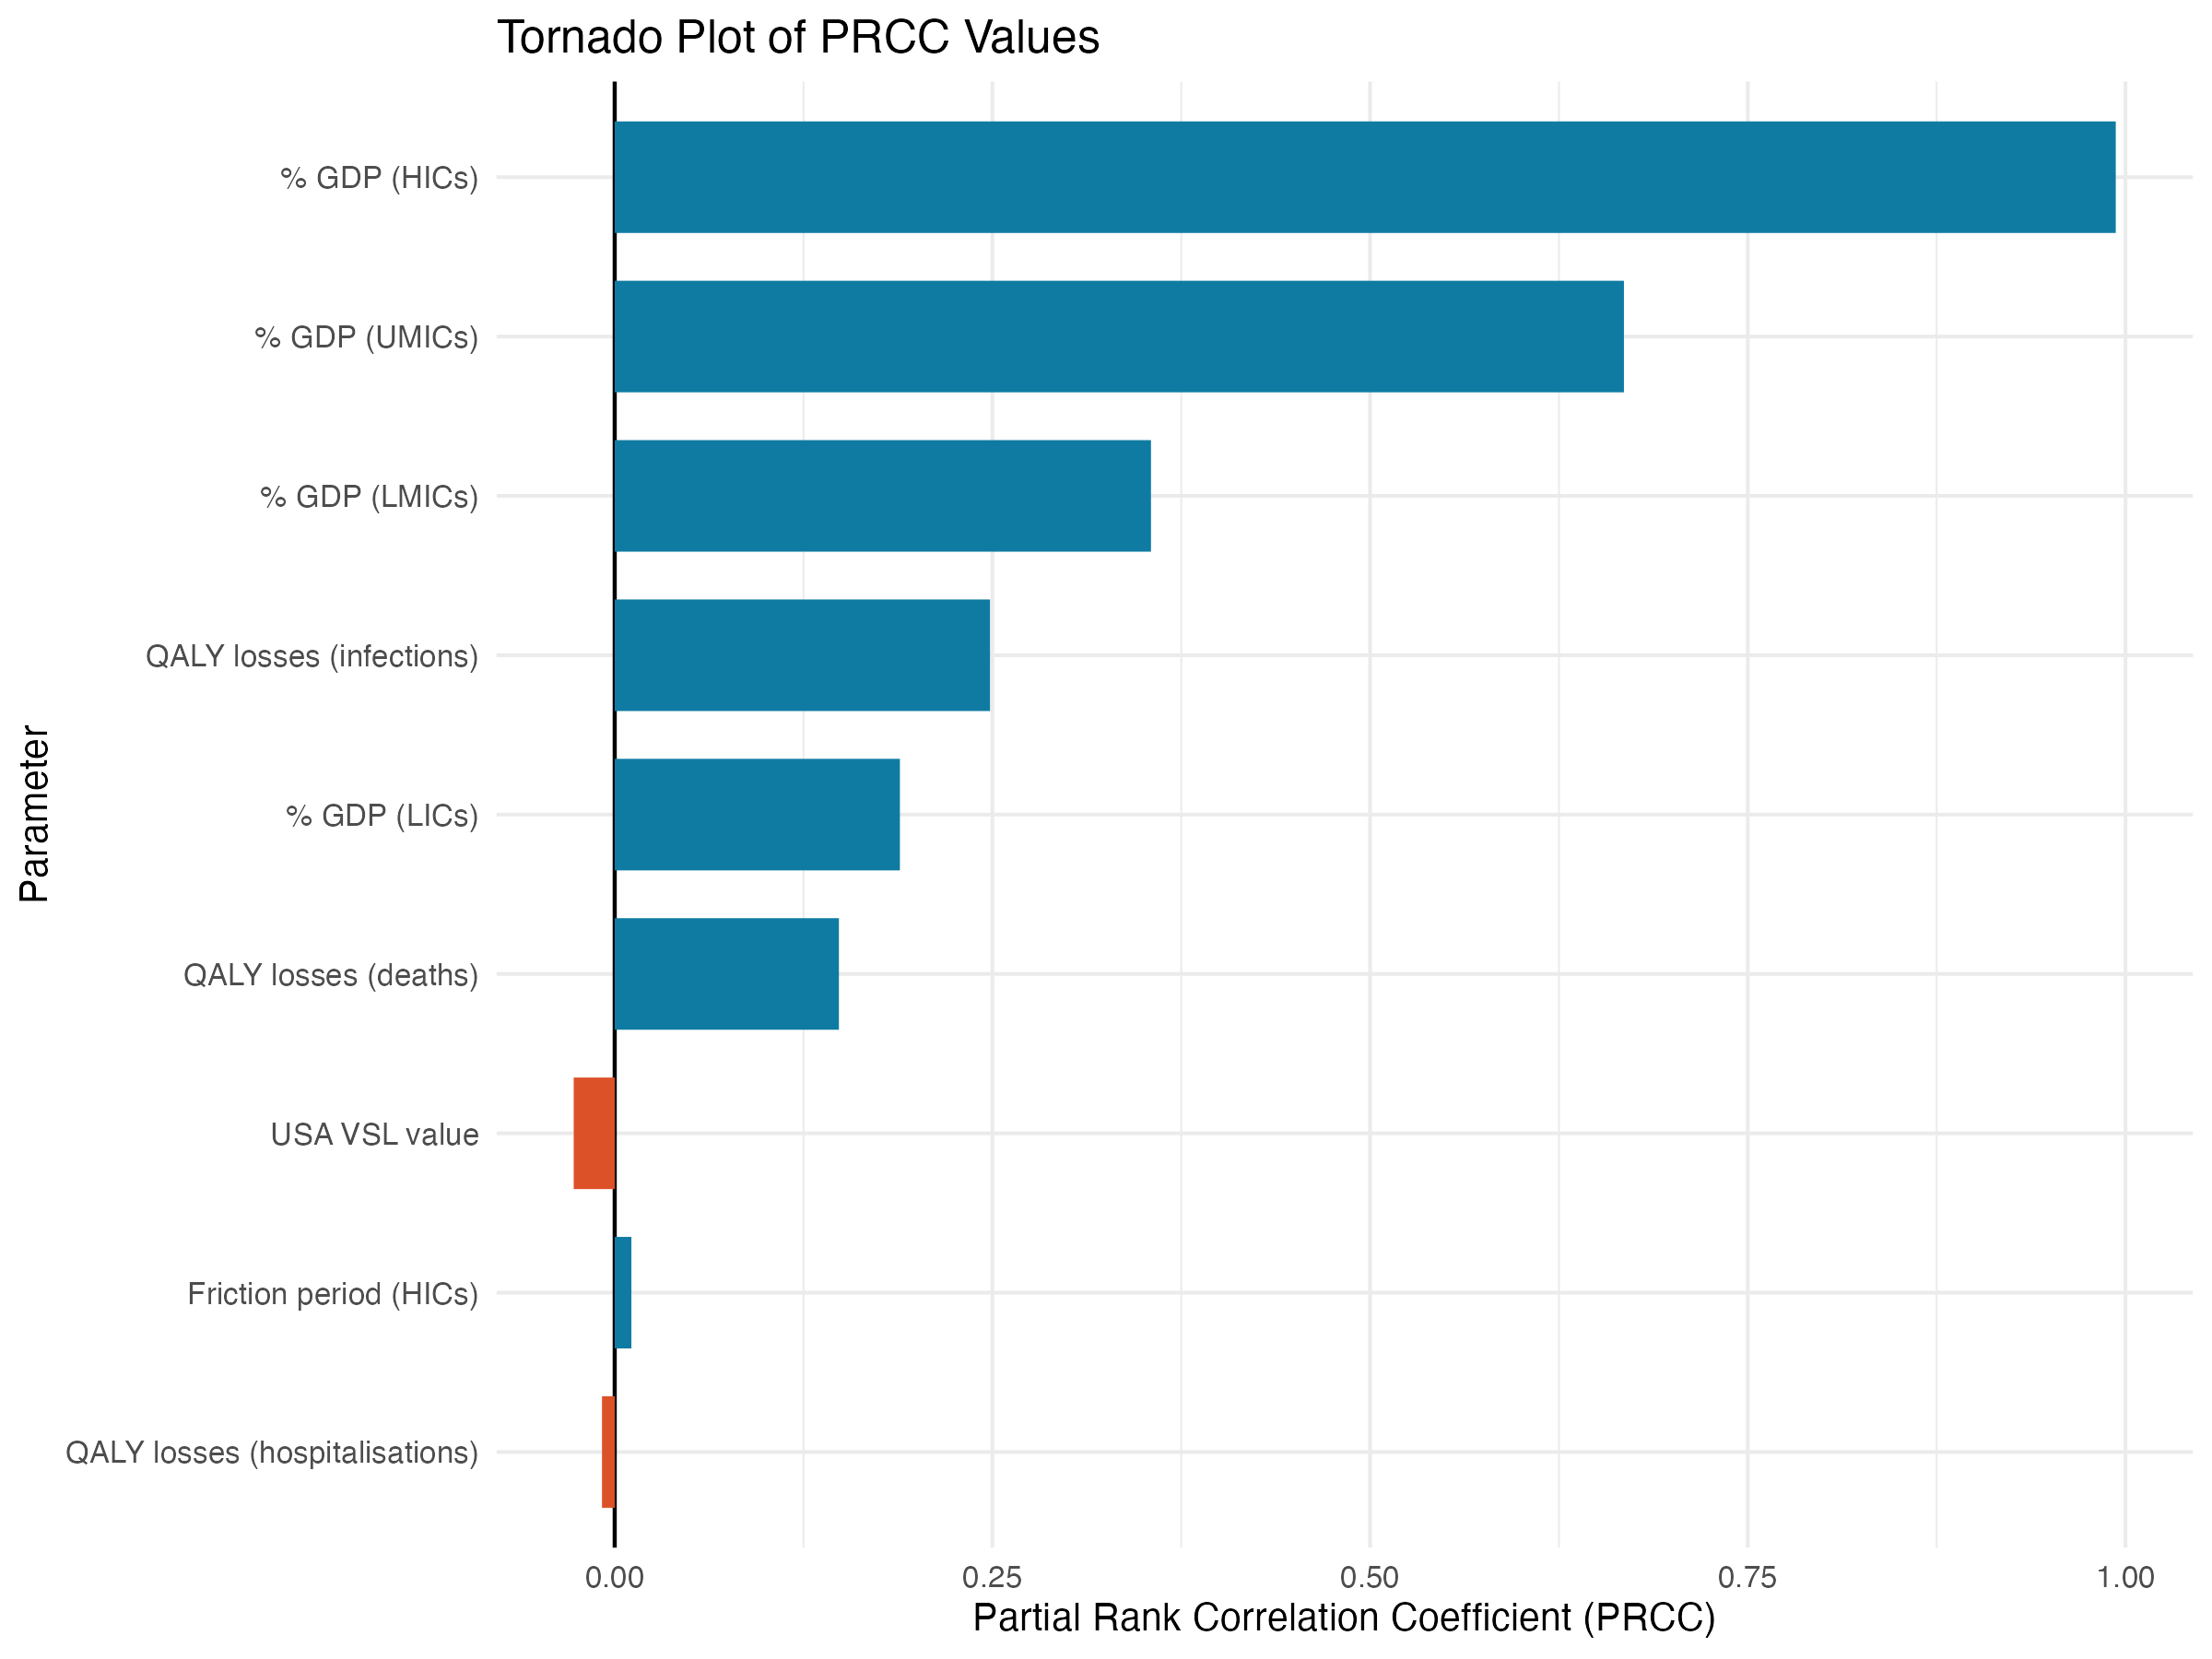 Tornado Plot of PRCC Values
Parameter
% GDP (HICs)
% GDP (UMICs)
% GDP (LMICs)
QALY losses (infections)
% GDP (LICs)
QALY losses (deaths)
USA VSL value
Friction period (HICs)
QALY losses (hospitalisations)
0.00 0.25 0.50 0.75 1.00
Partial Rank Correlation Coefficient (PRCC)